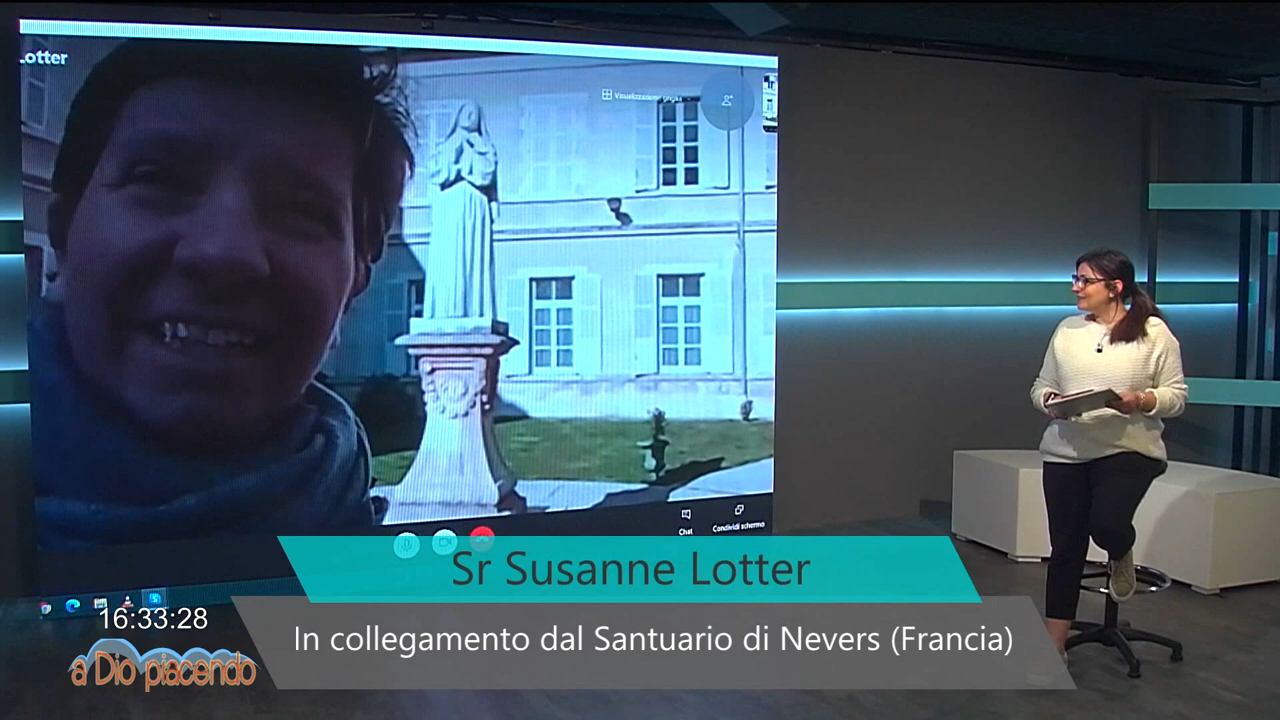 Lotter
Visualizzazione griglia
Chat
Condividi schermo
Sr Susanne Lotter
In collegamento dal Santuario di Nevers (Francia)
16:33:28
a Dio piacendo